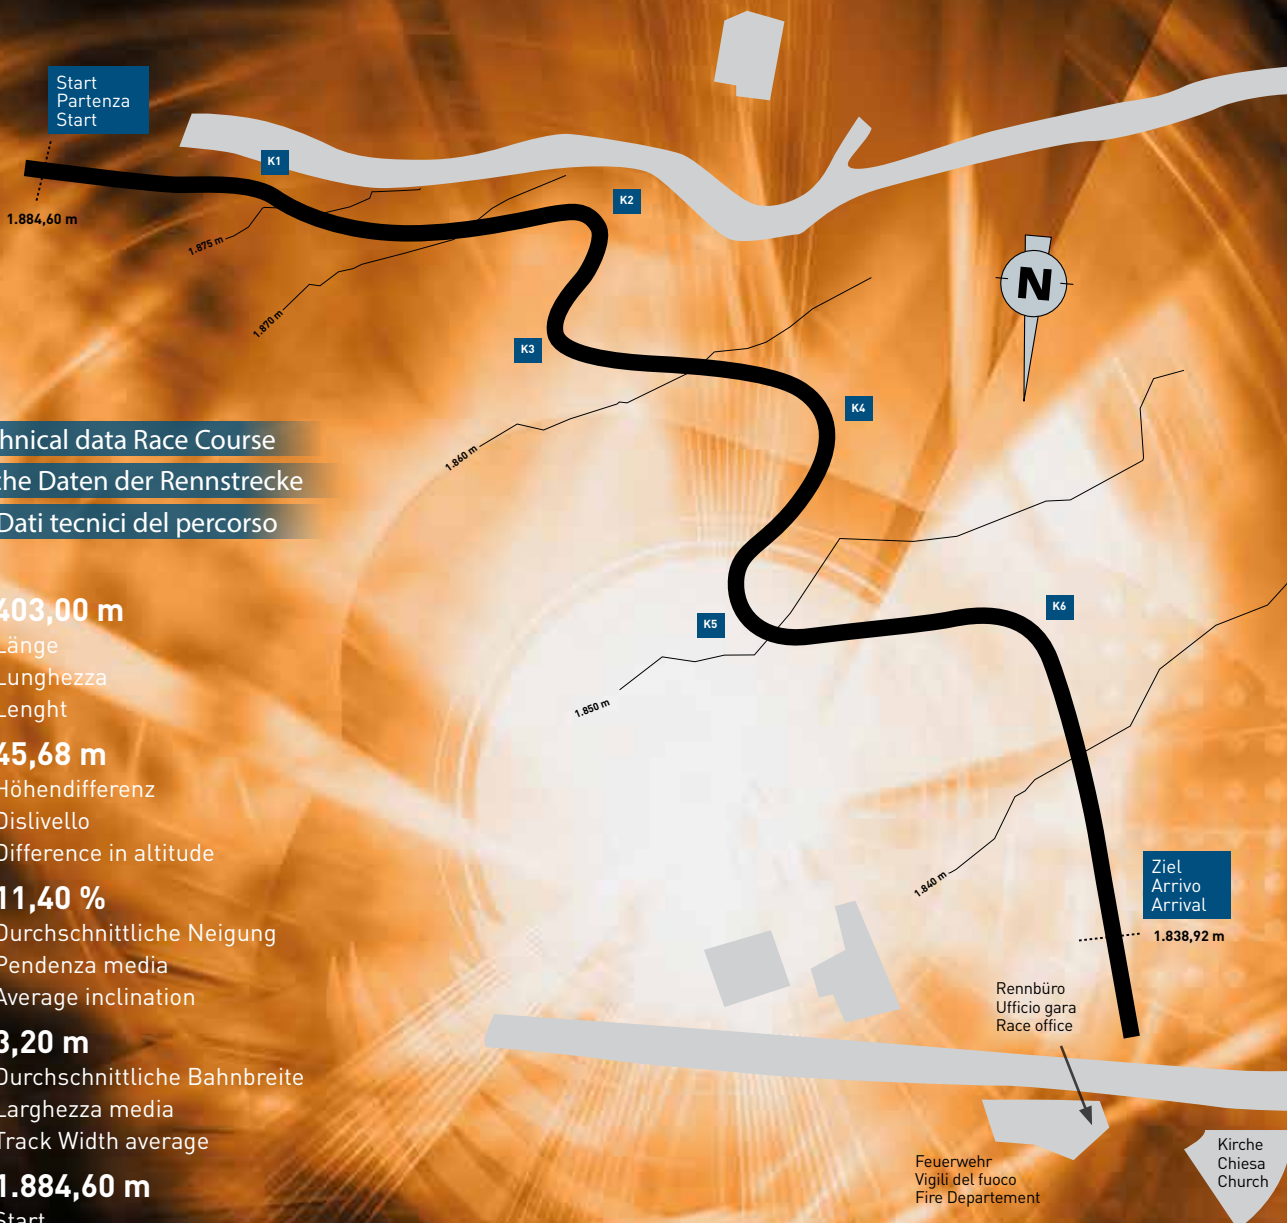 Start
Partenza
Start
1.884,60 m
K1
K2
1.875 m
1.870 m
N
K3
K4
1.860 m
hnical data Race Course
che Daten der Rennstrecke
Dati tecnici del percorso
403,00 m
Länge
Lunghezza
Lenght
45,68 m
Höhendifferenz
Dislivello
Difference in altitude
11,40 %
Durchschnittliche Neigung
Pendenza media
Average inclination
3,20 m
Durchschnittliche Bahnbreite
Larghezza media
Track Width average
1.884,60 m
Start
K5
K6
1.850 m
1.840 m
Ziel
Arrivo
Arrival
1.838,92 m
Rennbüro
Ufficio gara
Race office
Feuerwehr
Vigili del fuoco
Fire Departement
Kirche
Chiesa
Church